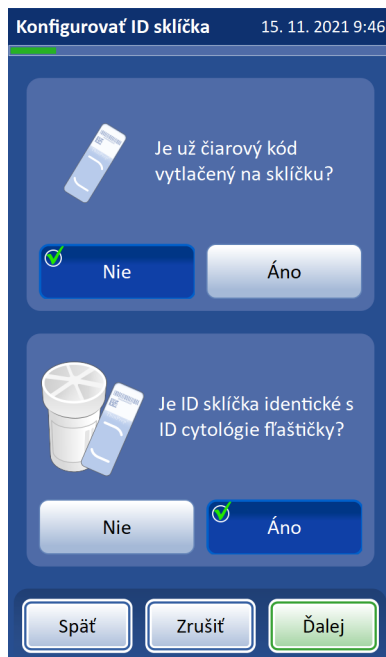 Konfigurovať ID sklíčka 15. 11. 2021 9:46
Je už čiarový kód
vytlačený na sklíčku?
Nie Áno
Je ID sklíčka identické s
ID cytológie fľaštičky?
Nie Áno
Späť Zrušiť Ďalej